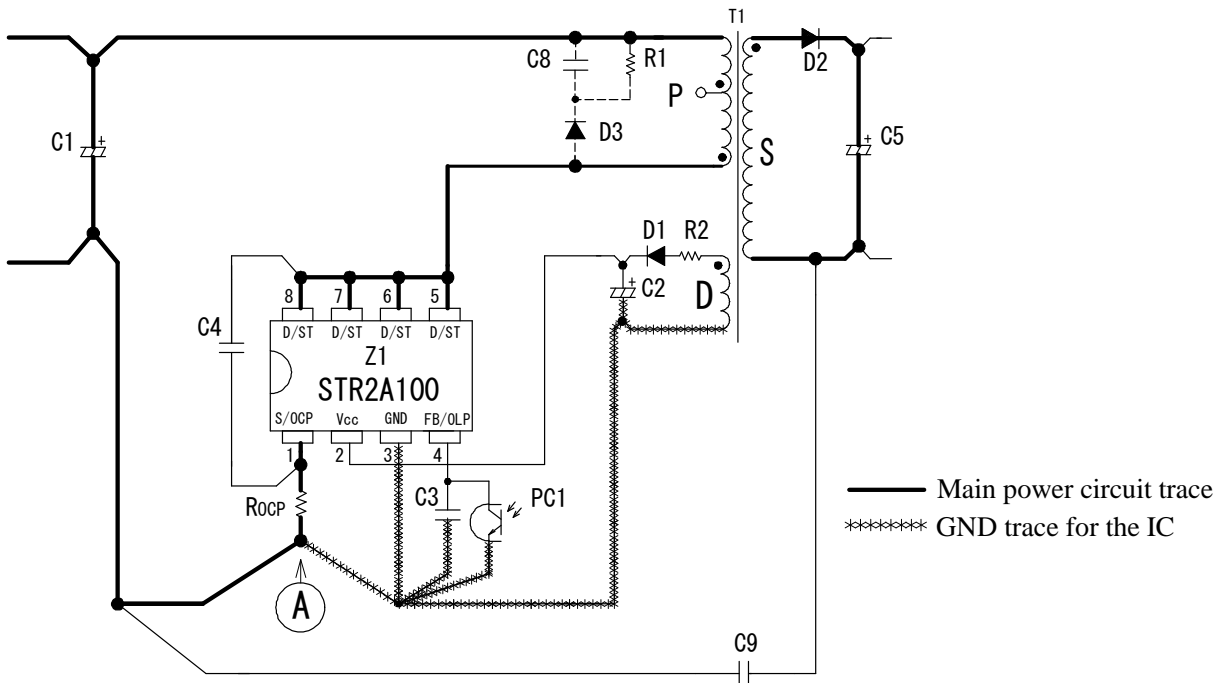 T1
C8
R1
D2
P
C1
+
D3
S
+
C5
D1
R2
+
C2
D
8
7
6
5
C4
D/ST
D/ST
D/ST
D/ST
Z1
STR2A100
S/OCP
Vcc
GND
FB/OLP
1
2
3
4
ROCP
C3
PC1
Main power circuit trace
GND trace for the IC
A
C9